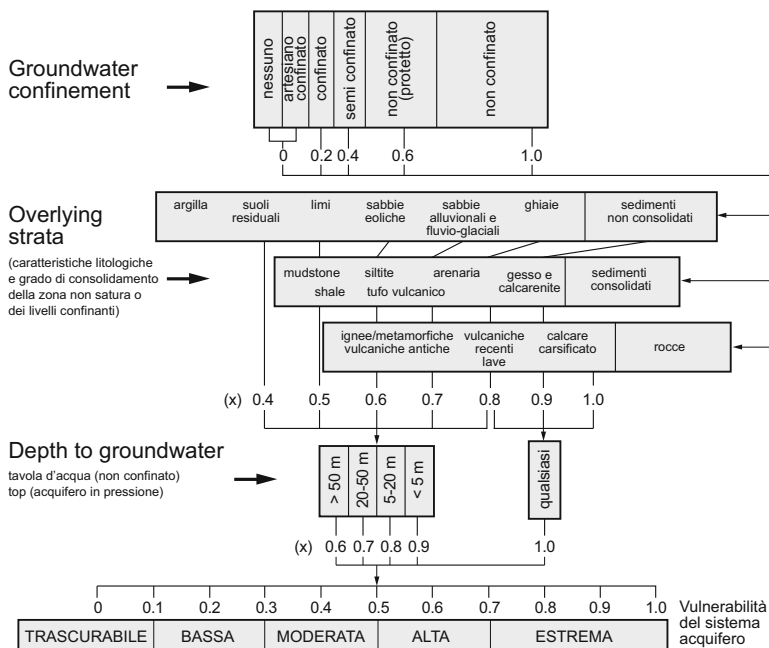 Groundwater
confinement
nessuno
artesiano
confinato
confinato
semi confinato
non confinato
(protetto)
non confinato
0 0.2 0.4 0.6 1.0
Overlying
strata
(caratteristiche litologiche
e grado di consolidamento
della zona non satura o
dei livelli confinanti)
argilla suoli limi sabbie sabbie ghiaie sedimenti
residuali eoliche alluvionali e non consolidati
fluvio-glaciali
mudstone siltite arenaria gesso e sedimenti
shale tufo vulcanico calcarenite consolidati
ignee/metamorfiche vulcaniche calcare rocce
vulcaniche antiche recenti carsificato
lave
(x) 0.4 0.5 0.6 0.7 0.8 0.9 1.0
Depth to groundwater
tavola d'acqua (non confinato)
top (acquifero in pressione)
> 50 m
20-50 m
5-20 m
< 5 m
qualsiasi
(x) 0.6 0.7 0.8 0.9 1.0
0 0.1 0.2 0.3 0.4 0.5 0.6 0.7 0.8 0.9 1.0
Vulnerabilità
del sistema
acquifero
TRASCURABILE BASSA MODERATA ALTA ESTREMA